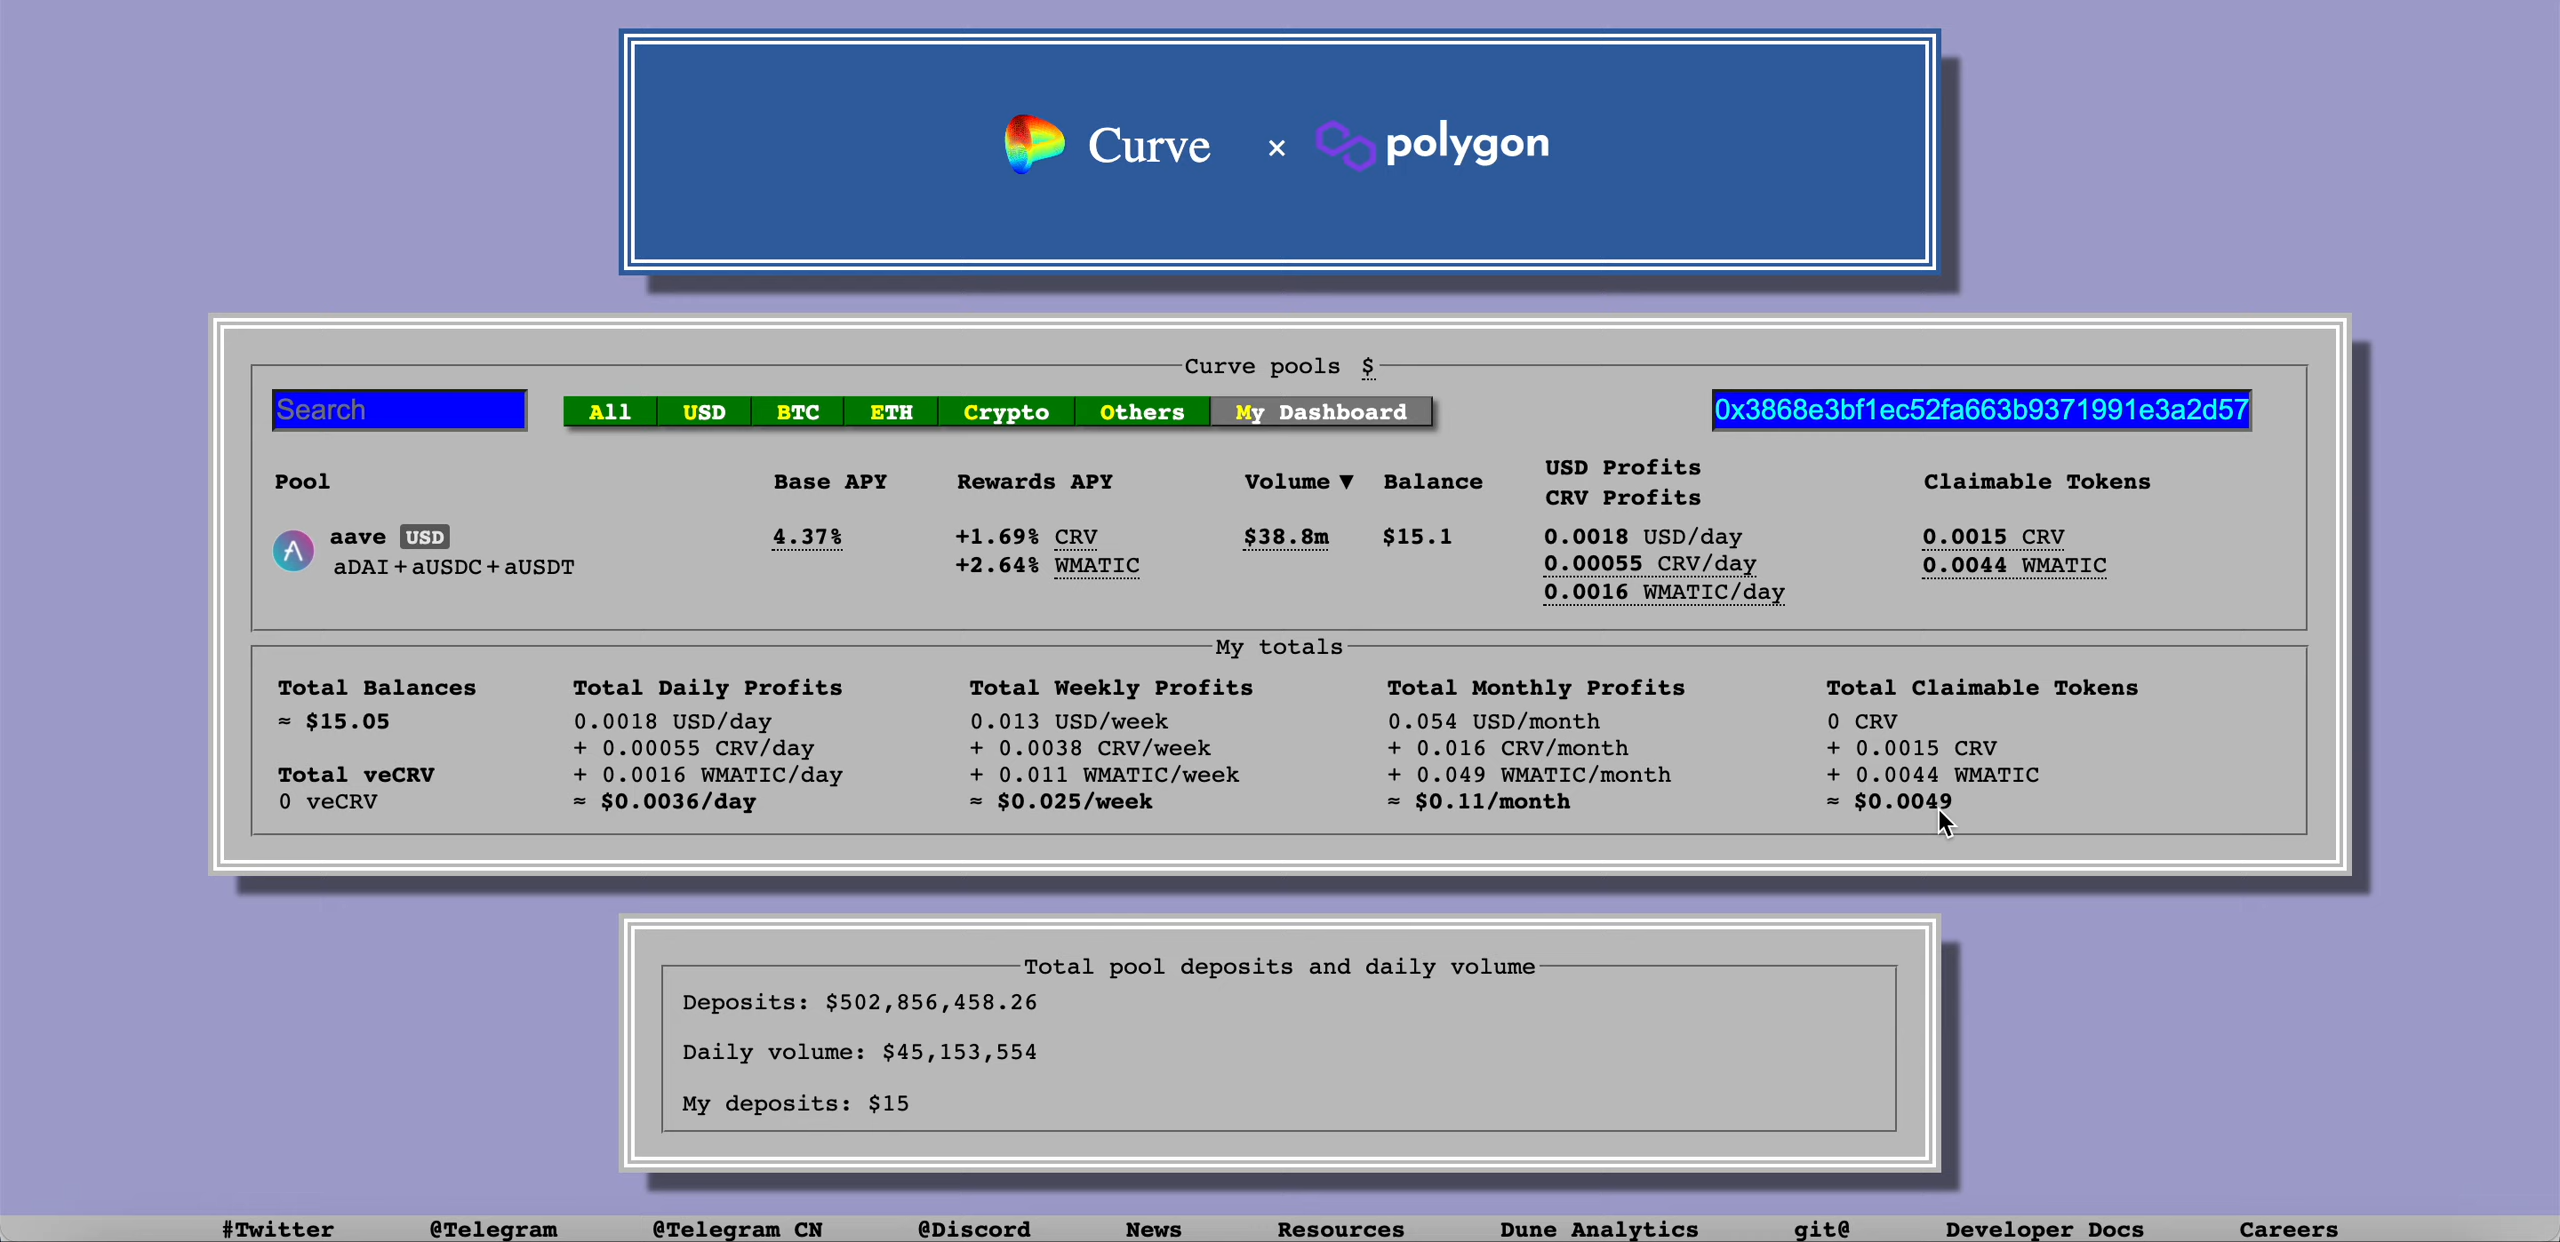 Curve × polygon
Curve pools $
Search
All USD BTC ETH Crypto Others My Dashboard
0x3868e3bf1ec52fa663b9371991e3a2d57
Pool Base APY Rewards APY Volume ▼ Balance USD Profits Claimable Tokens
CRV Profits
aave USD 4.37% +1.69% CRV $38.8m $15.1 0.0018 USD/day 0.0015 CRV
aDAI+aUSDC+aUSDT +2.64% WMATIC 0.00055 CRV/day 0.0044 WMATIC
0.0016 WMATIC/day
My totals
Total Balances Total Daily Profits Total Weekly Profits Total Monthly Profits Total Claimable Tokens
≈ $15.05 0.0018 USD/day 0.013 USD/week 0.054 USD/month 0 CRV
+ 0.00055 CRV/day + 0.0038 CRV/week + 0.016 CRV/month + 0.0015 CRV
Total veCRV + 0.0016 WMATIC/day + 0.011 WMATIC/week + 0.049 WMATIC/month + 0.0044 WMATIC
0 veCRV ≈ $0.0036/day ≈ $0.025/week ≈ $0.11/month ≈ $0.0049
Total pool deposits and daily volume
Deposits: $502,856,458.26
Daily volume: $45,153,554
My deposits: $15
#Twitter @Telegram @Telegram CN @Discord News Resources Dune Analytics git@ Developer Docs Careers